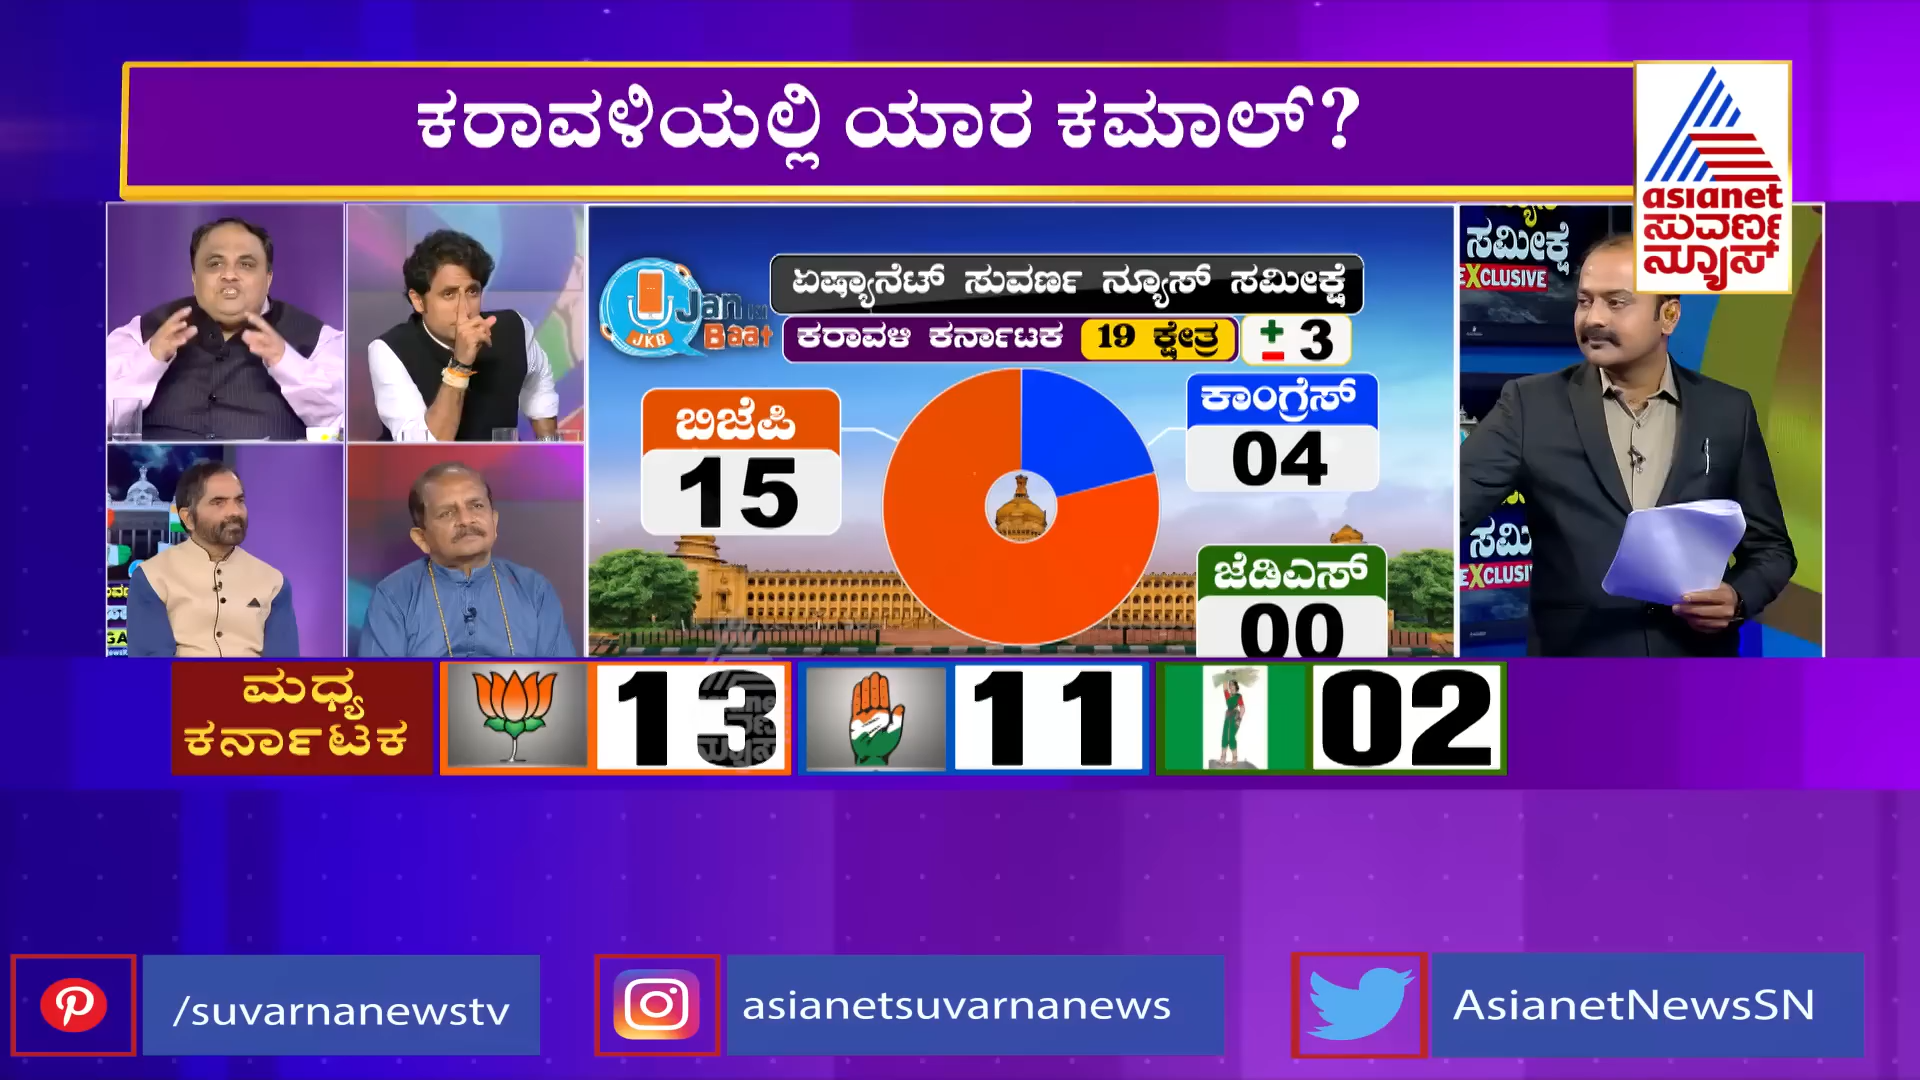 ಕರಾವಳಿಯಲ್ಲಿ ಯಾರ ಕಮಾಲ್?
asianet
ಸುವರ್ಣ
ನ್ಯೂಸ್
ಸಮೀಕ್ಷೆ
EXCLUSIVE
Jan Ki
Baat
JKB
ಏಷ್ಯಾನೆಟ್ ಸುವರ್ಣ ನ್ಯೂಸ್ ಸಮೀಕ್ಷೆ
ಕರಾವಳಿ ಕರ್ನಾಟಕ 19 ಕ್ಷೇತ್ರ ± 3
ಬಿಜೆಪಿ
15
ಕಾಂಗ್ರೆಸ್
04
ಜೆಡಿಎಸ್
00
ಮಧ್ಯ
ಕರ್ನಾಟಕ
13 11 02
/suvarnanewstv
asianetsuvarnanews
AsianetNewsSN